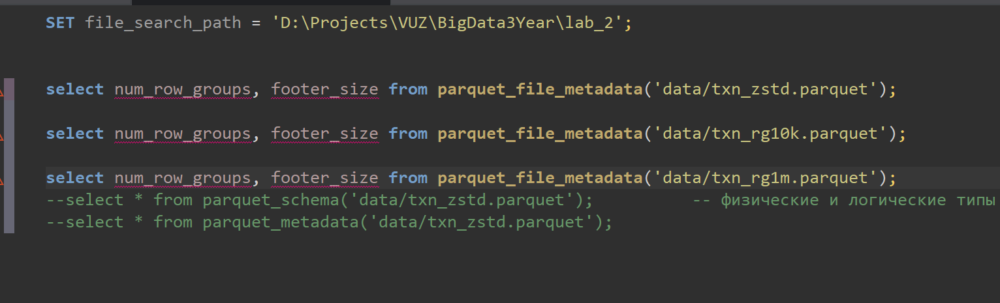 SET file_search_path = 'D:\Projects\VUZ\BigData3Year\lab_2';
select num_row_groups, footer_size from parquet_file_metadata('data/txn_zstd.parquet');
select num_row_groups, footer_size from parquet_file_metadata('data/txn_rg10k.parquet');
select num_row_groups, footer_size from parquet_file_metadata('data/txn_rg1m.parquet');
--select * from parquet_schema('data/txn_zstd.parquet');          -- физические и логические типы
--select * from parquet_metadata('data/txn_zstd.parquet');